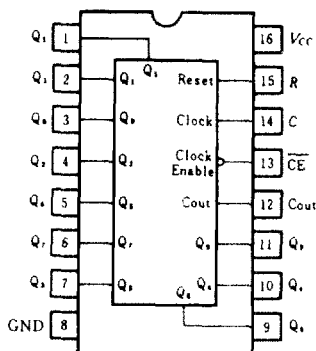 Q₅ 1 Q₅ 16 Vcc
Q₁ 2 Q₁ Reset 15 R
Q₀ 3 Q₀ Clock 14 C
Q₂ 4 Q₂ Clock Enable 13 C̅E̅
Q₆ 5 Q₆ Cout 12 Cout
Q₇ 6 Q₇ Q₉ 11 Q₉
Q₃ 7 Q₃ Q₄ 10 Q₄
GND 8 Q₈ 9 Q₈